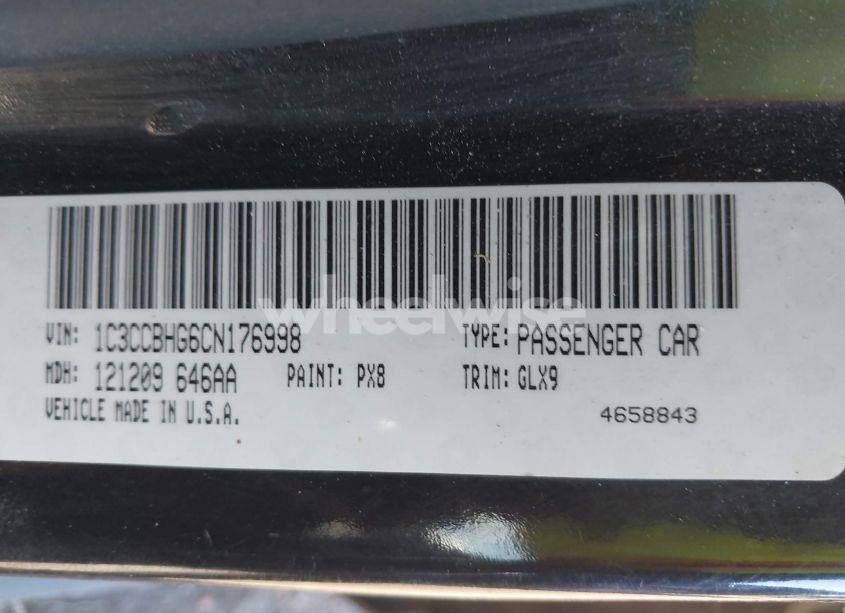 wheelwise
VIN: 1C3CCBHG6CN176998 TYPE: PASSENGER CAR
MDH: 121209 646AA PAINT: PX8 TRIM: GLX9
VEHICLE MADE IN U.S.A. 4658843